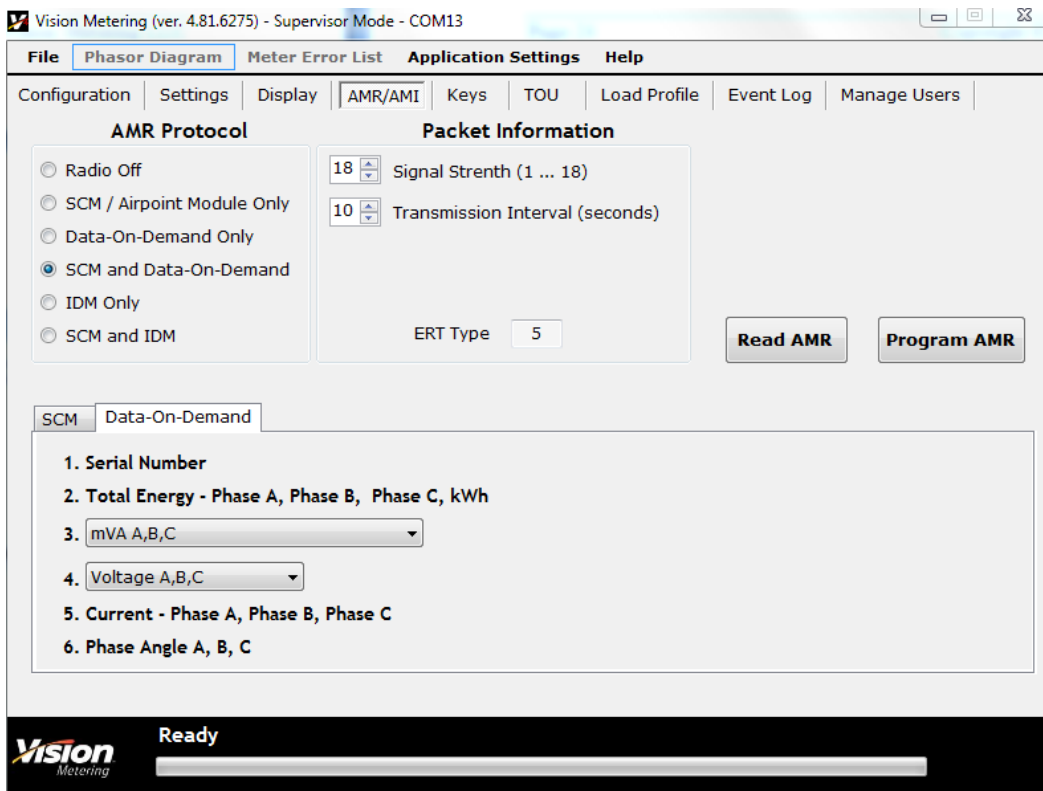 Vision Metering (ver. 4.81.6275) - Supervisor Mode - COM13
File Phasor Diagram Meter Error List Application Settings Help
Configuration Settings Display AMR/AMI Keys TOU Load Profile Event Log Manage Users
AMR Protocol
Radio Off
SCM / Airpoint Module Only
Data-On-Demand Only
SCM and Data-On-Demand
IDM Only
SCM and IDM
Packet Information
18 Signal Strenth (1 ... 18)
10 Transmission Interval (seconds)
ERT Type 5
Read AMR Program AMR
SCM Data-On-Demand
1. Serial Number
2. Total Energy - Phase A, Phase B, Phase C, kWh
3. mVA A,B,C
4. Voltage A,B,C
5. Current - Phase A, Phase B, Phase C
6. Phase Angle A, B, C
Vision
Metering
Ready